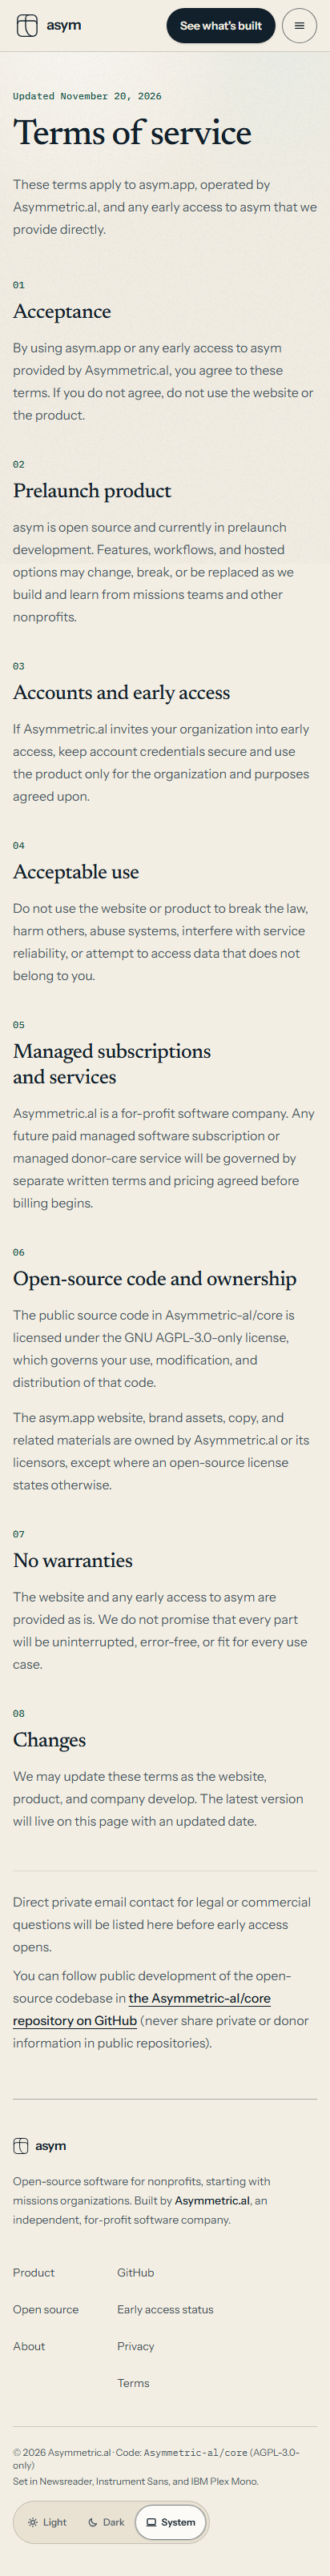 asym
See what's built
Updated November 20, 2026
Terms of service
These terms apply to asym.app, operated by
Asymmetric.al, and any early access to asym that we
provide directly.
01
Acceptance
By using asym.app or any early access to asym
provided by Asymmetric.al, you agree to these
terms. If you do not agree, do not use the website or
the product.
02
Prelaunch product
asym is open source and currently in prelaunch
development. Features, workflows, and hosted
options may change, break, or be replaced as we
build and learn from missions teams and other
nonprofits.
03
Accounts and early access
If Asymmetric.al invites your organization into early
access, keep account credentials secure and use
the product only for the organization and purposes
agreed upon.
04
Acceptable use
Do not use the website or product to break the law,
harm others, abuse systems, interfere with service
reliability, or attempt to access data that does not
belong to you.
05
Managed subscriptions
and services
Asymmetric.al is a for-profit software company. Any
future paid managed software subscription or
managed donor-care service will be governed by
separate written terms and pricing agreed before
billing begins.
06
Open-source code and ownership
The public source code in Asymmetric-al/core is
licensed under the GNU AGPL-3.0-only license,
which governs your use, modification, and
distribution of that code.
The asym.app website, brand assets, copy, and
related materials are owned by Asymmetric.al or its
licensors, except where an open-source license
states otherwise.
07
No warranties
The website and any early access to asym are
provided as is. We do not promise that every part
will be uninterrupted, error-free, or fit for every use
case.
08
Changes
We may update these terms as the website,
product, and company develop. The latest version
will live on this page with an updated date.
Direct private email contact for legal or commercial
questions will be listed here before early access
opens.
You can follow public development of the open-
source codebase in the Asymmetric-al/core
repository on GitHub (never share private or donor
information in public repositories).
asym
Open-source software for nonprofits, starting with
missions organizations. Built by Asymmetric.al, an
independent, for-profit software company.
Product
GitHub
Open source
Early access status
About
Privacy
Terms
© 2026 Asymmetric.al · Code: Asymmetric-al/core (AGPL-3.0-
only)
Set in Newsreader, Instrument Sans, and IBM Plex Mono.
Light
Dark
System